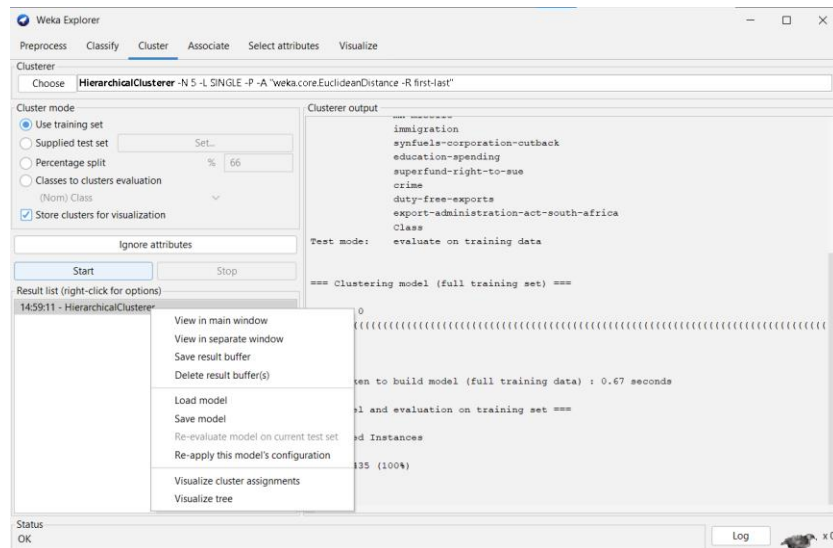 Weka Explorer
Preprocess Classify Cluster Associate Select attributes Visualize
Clusterer
Choose HierarchicalClusterer -N 5 -L SINGLE -P -A "weka.core.EuclideanDistance -R first-last"
Cluster mode
Use training set
Supplied test set Set...
Percentage split % 66
Classes to clusters evaluation
(Nom) Class
Store clusters for visualization
Ignore attributes
Start Stop
Result list (right-click for options)
14:59:11 - HierarchicalClusterer
View in main window
View in separate window
Save result buffer
Delete result buffer(s)
Load model
Save model
Re-evaluate model on current test set
Re-apply this model's configuration
Visualize cluster assignments
Visualize tree
Clusterer output
immigration
synfuels-corporation-cutback
education-spending
superfund-right-to-sue
crime
duty-free-exports
export-administration-act-south-africa
Class
Test mode: evaluate on training data
=== Clustering model (full training set) ===
0
to build model (full training data) : 0.67 seconds
and evaluation on training set ===
Instances
(100%)
Status
OK
Log x 0